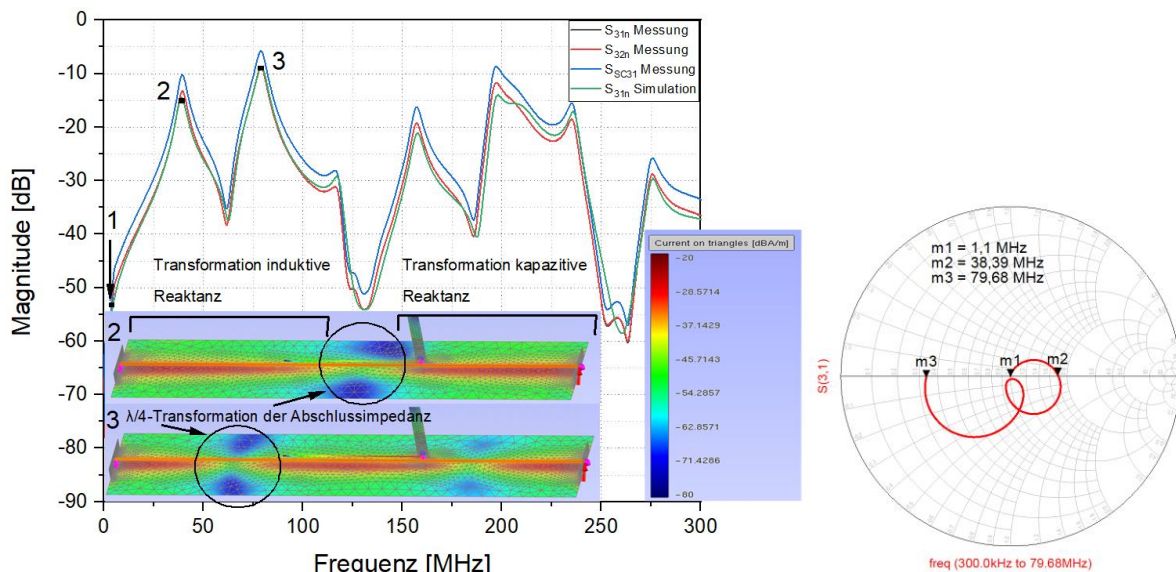 Magnitude [dB]
0
-10
-20
-30
-40
-50
-60
-70
-80
-90
S31n Messung
S32n Messung
SSC31 Messung
S31n Simulation
1
2
3
Transformation induktive
Reaktanz
Transformation kapazitive
Reaktanz
Current on triangles [dBA/m]
-20
-28.5714
-37.1429
-45.7143
-54.2857
-62.8571
-71.4286
-80
2
λ/4-Transformation der Abschlussimpedanz
3
0
50
100
150
200
250
300
Frequenz [MHz]
m1 = 1,1 MHz
m2 = 38,39 MHz
m3 = 79,68 MHz
m3
m1
m2
S(3,1)
freq (300.0kHz to 79.68MHz)